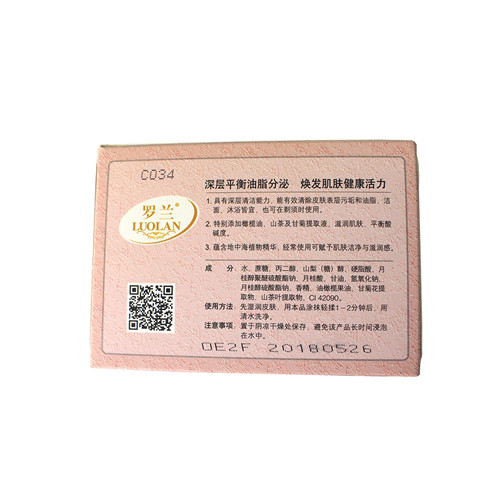 C034
罗兰®
LUOLAN
深层平衡油脂分泌 焕发肌肤健康活力
1. 具有深层清洁能力，能有效清除皮肤表层污垢和油脂、洁
面、沐浴皆宜，也可在剃须时使用。
2. 特别添加橄榄油、山茶及甘菊提取液、滋润肌肤、平衡酸
碱度。
3. 蕴含地中海植物精华，经常使用可赋予肌肤洁净与滋润感。
成 分： 水、蔗糖、丙二醇、山梨（糖）醇、硬脂酸、月
桂醇聚醚硫酸酯钠、月桂酸、甘油、氢氧化钠、
月桂醇硫酸酯钠、香精、油橄榄果油、甘菊花提
取物、山茶叶提取物、CI 42090。
使用方法： 先湿润皮肤，用本品涂抹轻揉1－2分钟后，用
清水洗净。
注意事项： 置于阴凉干燥处保存，避免该产品长时间浸泡
在水中。
OE2F 20180526